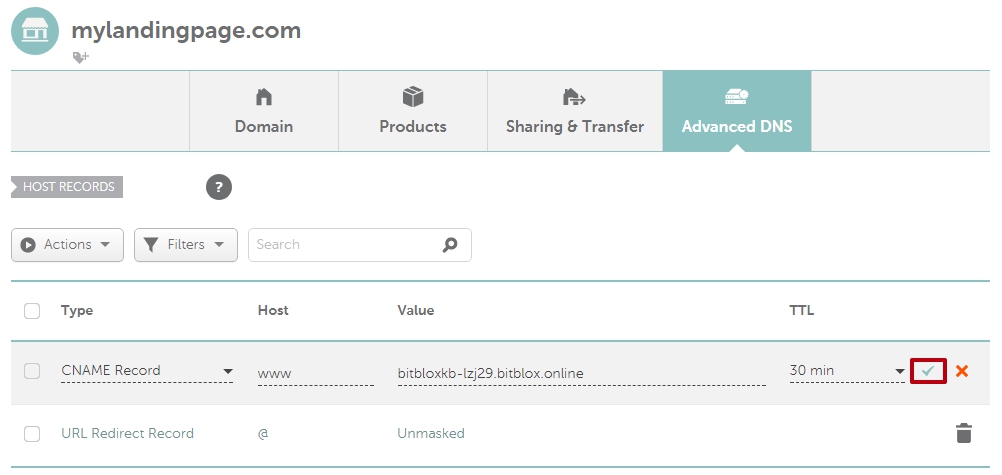 mylandingpage.com
Domain
Products
Sharing & Transfer
Advanced DNS
HOST RECORDS
?
Actions
Filters
Search
Type Host Value TTL
CNAME Record www bitbloxkb-lzj29.bitblox.online 30 min
URL Redirect Record @ Unmasked